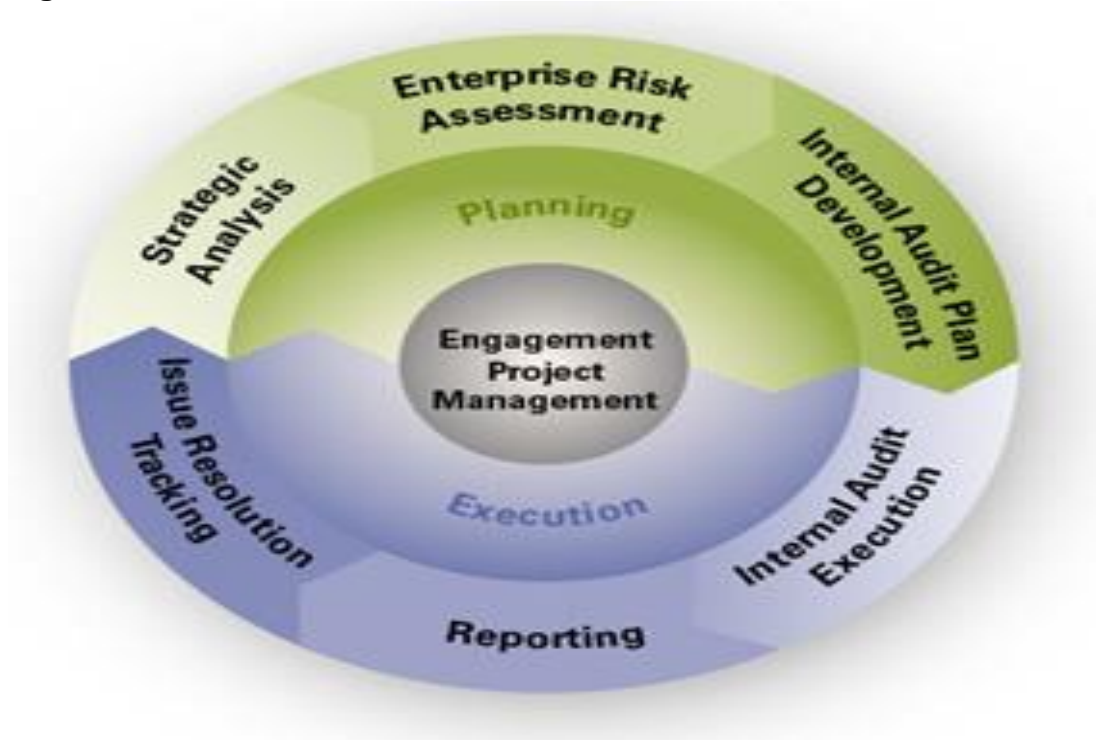 Enterprise Risk
Assessment
Internal Audit Plan
Development
Internal Audit
Execution
Reporting
Issue Resolution
Tracking
Strategic
Analysis
Planning
Engagement
Project
Management
Execution